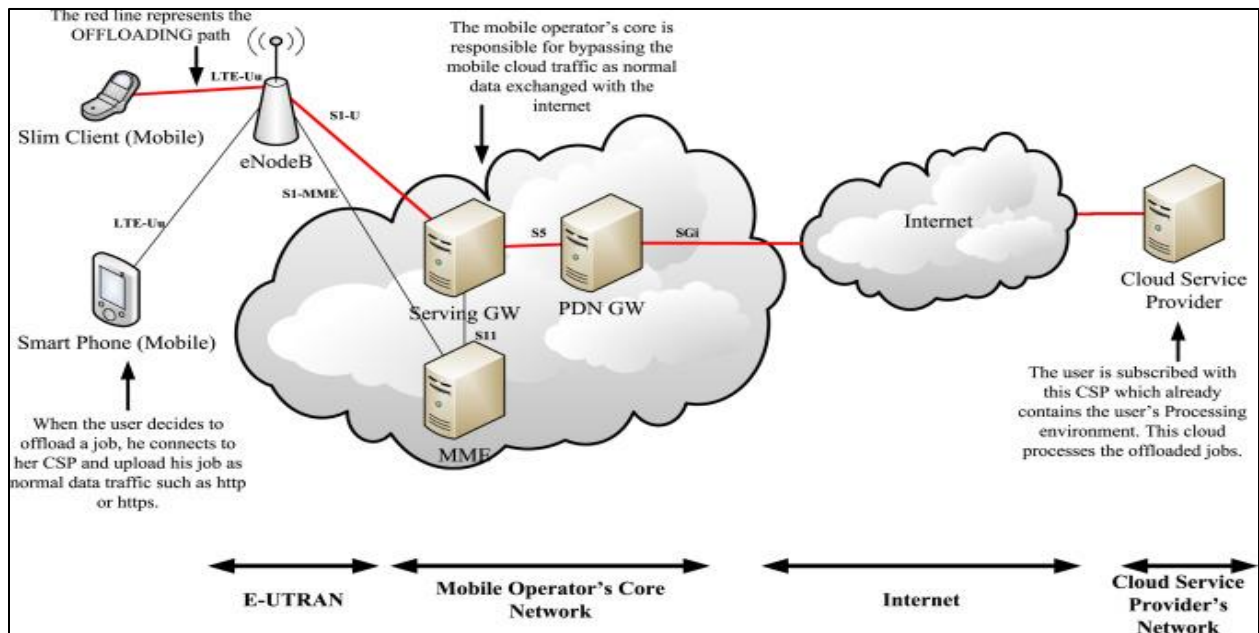 The red line represents the
OFFLOADING path
LTE-Uu
Slim Client (Mobile)
eNodeB
S1-U
S1-MME
LTE-Uu
Smart Phone (Mobile)
When the user decides to
offload a job, he connects to
her CSP and upload his job as
normal data traffic such as http
or https.
The mobile operator's core is
responsible for bypassing the
mobile cloud traffic as normal
data exchanged with the
internet
Serving GW
S5
PDN GW
SGi
S11
MME
Internet
Cloud Service
Provider
The user is subscribed with
this CSP which already
contains the user's Processing
environment. This cloud
processes the offloaded jobs.
E-UTRAN
Mobile Operator's Core
Network
Internet
Cloud Service
Provider's
Network